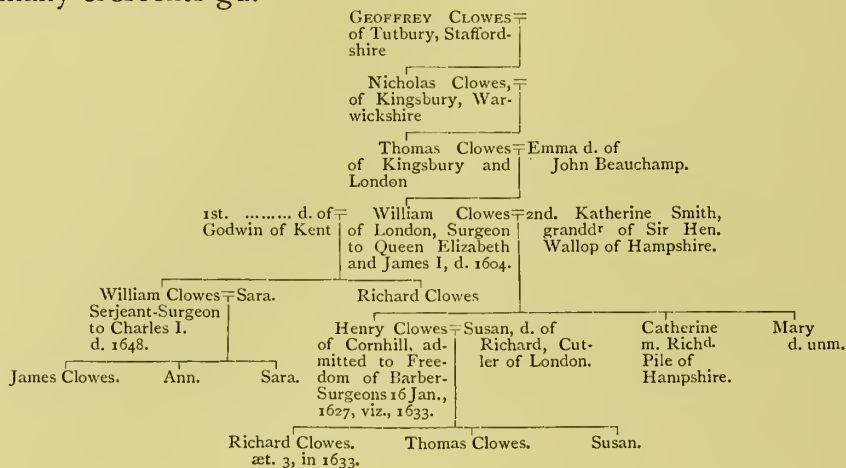 GEOFFREY CLOWES
of Tutbury, Stafford-
shire
Nicholas Clowes,
of Kingsbury, War-
wickshire
Thomas Clowes
of Kingsbury and
London
Emma d. of
John Beauchamp.
1st. ......... d. of
Godwin of Kent
William Clowes
of London, Surgeon
to Queen Elizabeth
and James I, d. 1604.
2nd. Katherine Smith,
granddr of Sir Hen.
Wallop of Hampshire.
William Clowes
Serjeant-Surgeon
to Charles I.
d. 1648.
Sara.
Richard Clowes
Henry Clowes
of Cornhill, ad-
mitted to Free-
dom of Barber-
Surgeons 16 Jan.,
1627, viz., 1633.
Susan, d. of
Richard, Cut-
ler of London.
Catherine
m. Richd.
Pile of
Hampshire.
Mary
d. unm.
James Clowes. Ann. Sara.
Richard Clowes.
æt. 3, in 1633.
Thomas Clowes.
Susan.